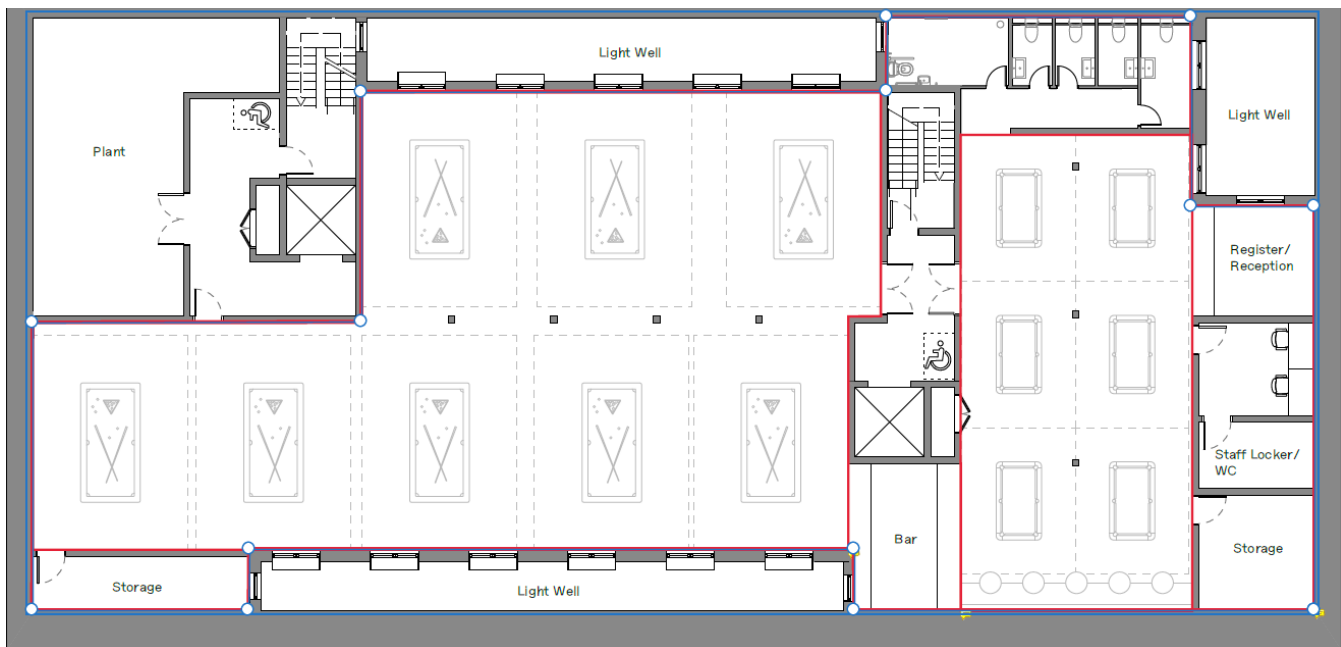 Light Well
Light Well
Plant
Register/
Reception
Staff Locker/
WC
Bar
Storage
Storage
Light Well